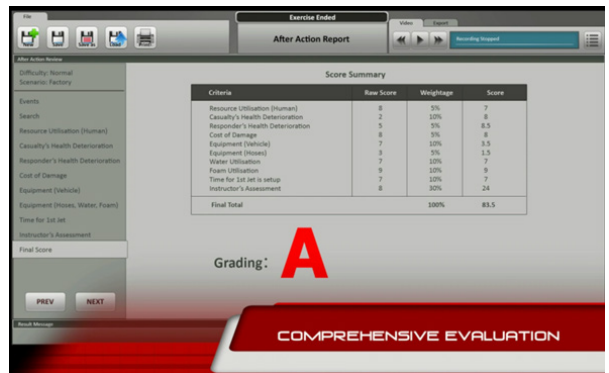 File
Exercise Ended
Video
Export
New
Save
Save As
After Action Report
Recording Stopped
After Action Review
Difficulty: Normal
Scenario: Factory
Events
Search
Resource Utilisation (Human)
Casualty's Health Deterioration
Responder's Health Deterioration
Cost of Damage
Equipment (Vehicle)
Equipment (Hoses, Water, Foam)
Time for 1st Jet
Instructor's Assessment
Final Score
PREV NEXT
Result Message
Score Summary
Criteria Raw Score Weightage Score
Resource Utilisation (Human) 8 5% 7
Casualty's Health Deterioration 2 10% 8
Responder's Health Deterioration 5 5% 8.5
Cost of Damage 8 5% 8
Equipment (Vehicle) 7 10% 3.5
Equipment (Hoses) 3 5% 1.5
Water Utilisation 7 10% 7
Foam Utilisation 9 10% 9
Time for 1st Jet is setup 7 10% 7
Instructor's Assessment 8 30% 24
Final Total 100% 83.5
Grading: A
COMPREHENSIVE EVALUATION